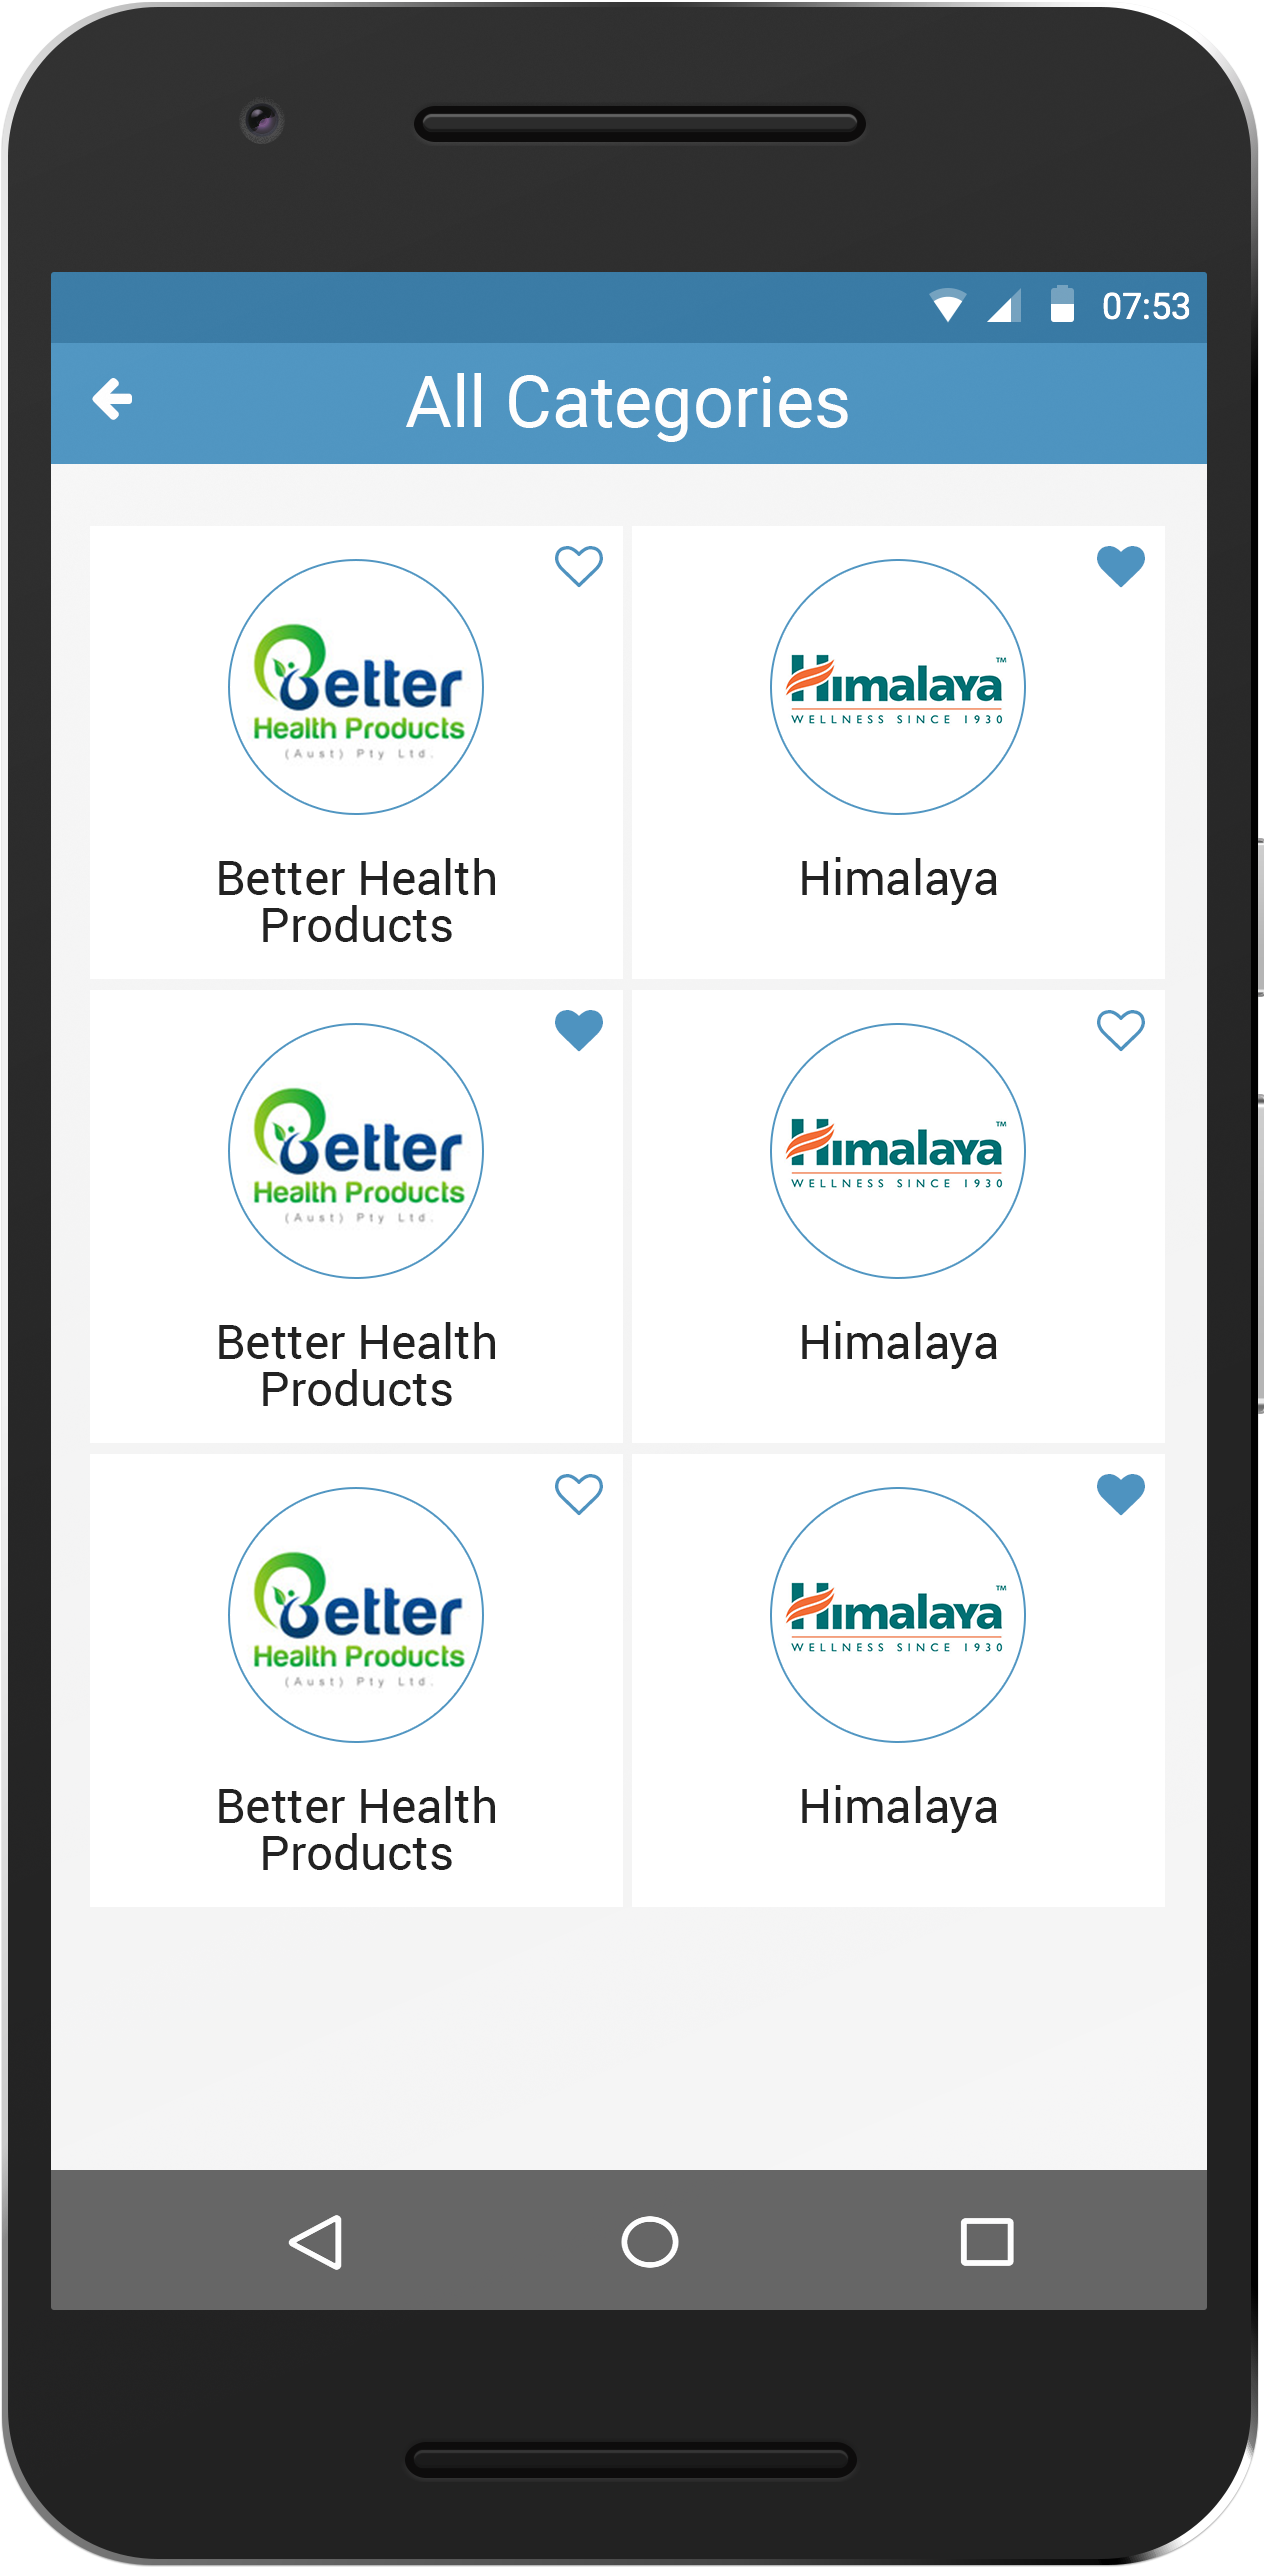 07:53
All Categories
Better
Health Products
(Aust) Pty Ltd.
Better Health
Products
Himalaya™
WELLNESS SINCE 1930
Himalaya
Better
Health Products
(Aust) Pty Ltd.
Better Health
Products
Himalaya™
WELLNESS SINCE 1930
Himalaya
Better
Health Products
(Aust) Pty Ltd.
Better Health
Products
Himalaya™
WELLNESS SINCE 1930
Himalaya